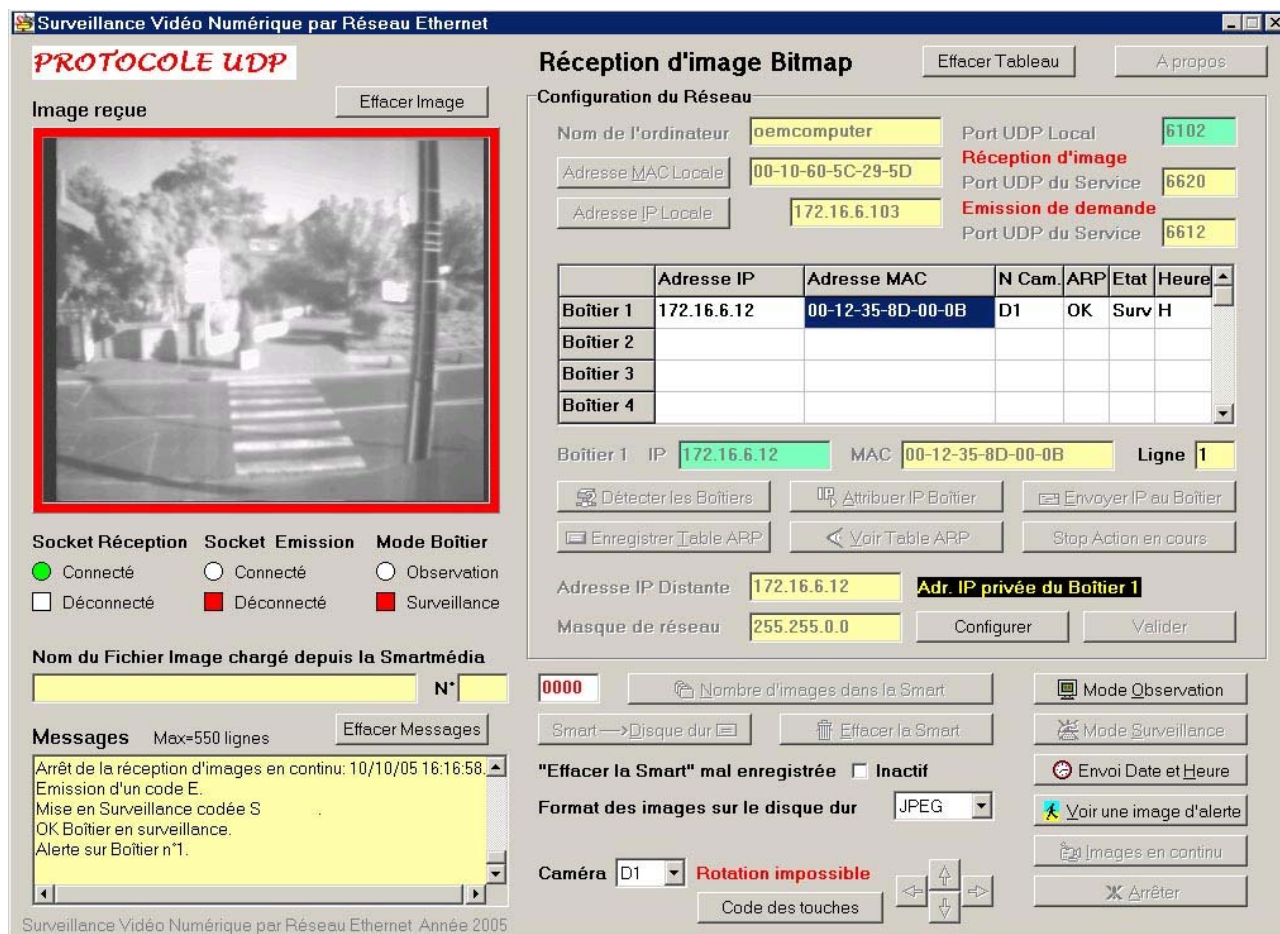 Surveillance Vidéo Numérique par Réseau Ethernet
PROTOCOLE UDP
Réception d'image Bitmap
Effacer Tableau
A propos
Image reçue
Effacer Image
Configuration du Réseau
Nom de l'ordinateur
oemcomputer
Port UDP Local
6102
Adresse MAC Locale
00-10-60-5C-29-5D
Réception d'image
Port UDP du Service
6620
Adresse IP Locale
172.16.6.103
Emission de demande
Port UDP du Service
6612
Adresse IP Adresse MAC N Cam. ARP Etat Heure
Boîtier 1 172.16.6.12 00-12-35-8D-00-0B D1 OK Surv H
Boîtier 2
Boîtier 3
Boîtier 4
Boîtier 1 IP 172.16.6.12 MAC 00-12-35-8D-00-0B Ligne 1
Détecter les Boîtiers
Attribuer IP Boîtier
Envoyer IP au Boîtier
Enregistrer Table ARP
Voir Table ARP
Stop Action en cours
Adresse IP Distante 172.16.6.12 Adr. IP privée du Boîtier 1
Masque de réseau 255.255.0.0
Configurer
Valider
Socket Réception Socket Emission Mode Boîtier
Connecté Connecté Observation
Déconnecté Déconnecté Surveillance
Nom du Fichier Image chargé depuis la Smartmédia
N°
Messages Max=550 lignes
Effacer Messages
Arrêt de la réception d'images en continu: 10/10/05 16:16:58.
Emission d'un code E.
Mise en Surveillance codée S .
OK Boîtier en surveillance.
Alerte sur Boîtier n°1.
Surveillance Vidéo Numérique par Réseau Ethernet Année 2005
0000
Nombre d'images dans la Smart
Smart—>Disque dur
Effacer la Smart
"Effacer la Smart" mal enregistrée Inactif
Format des images sur le disque dur JPEG
Caméra D1 Rotation impossible
Code des touches
Mode Observation
Mode Surveillance
Envoi Date et Heure
Voir une image d'alerte
Images en continu
Arrêter